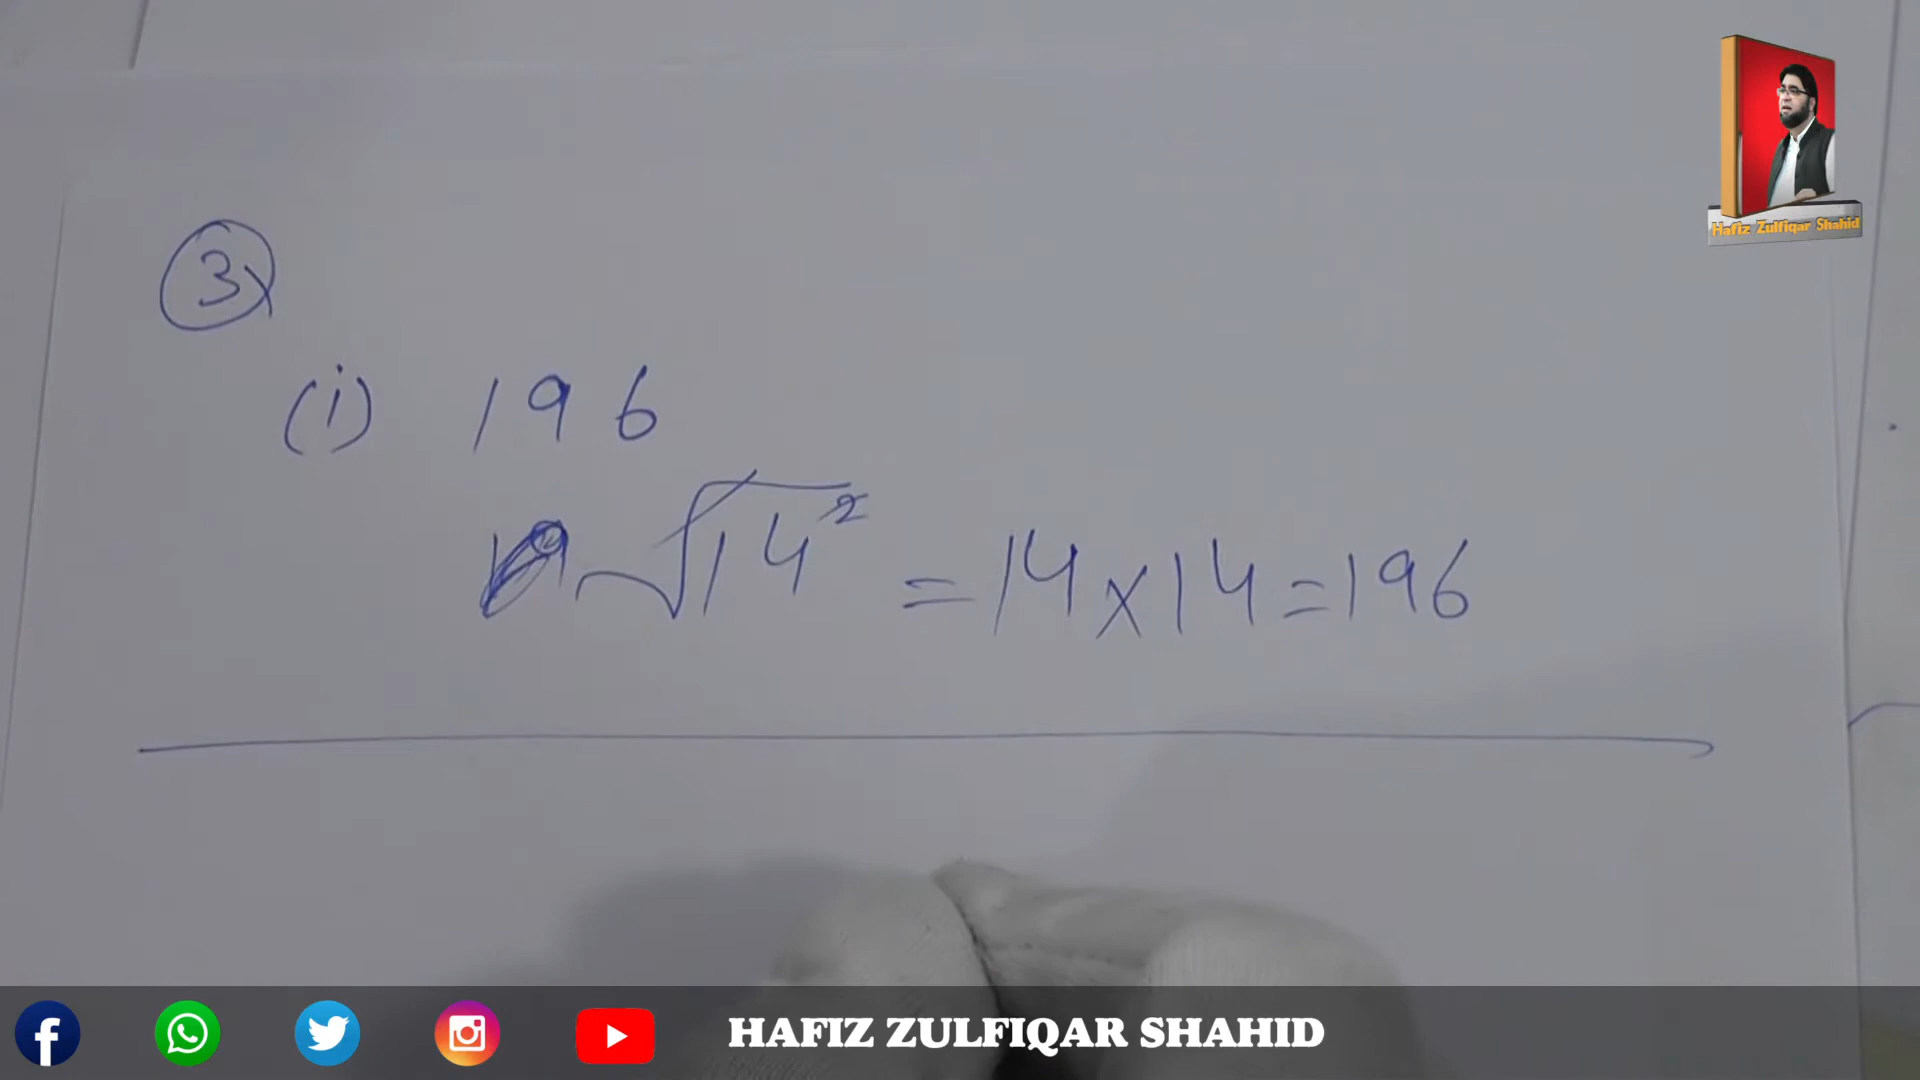 Hafiz Zulfiqar Shahid
3
(i) 196
√14² = 14 x 14 = 196
HAFIZ ZULFIQAR SHAHID